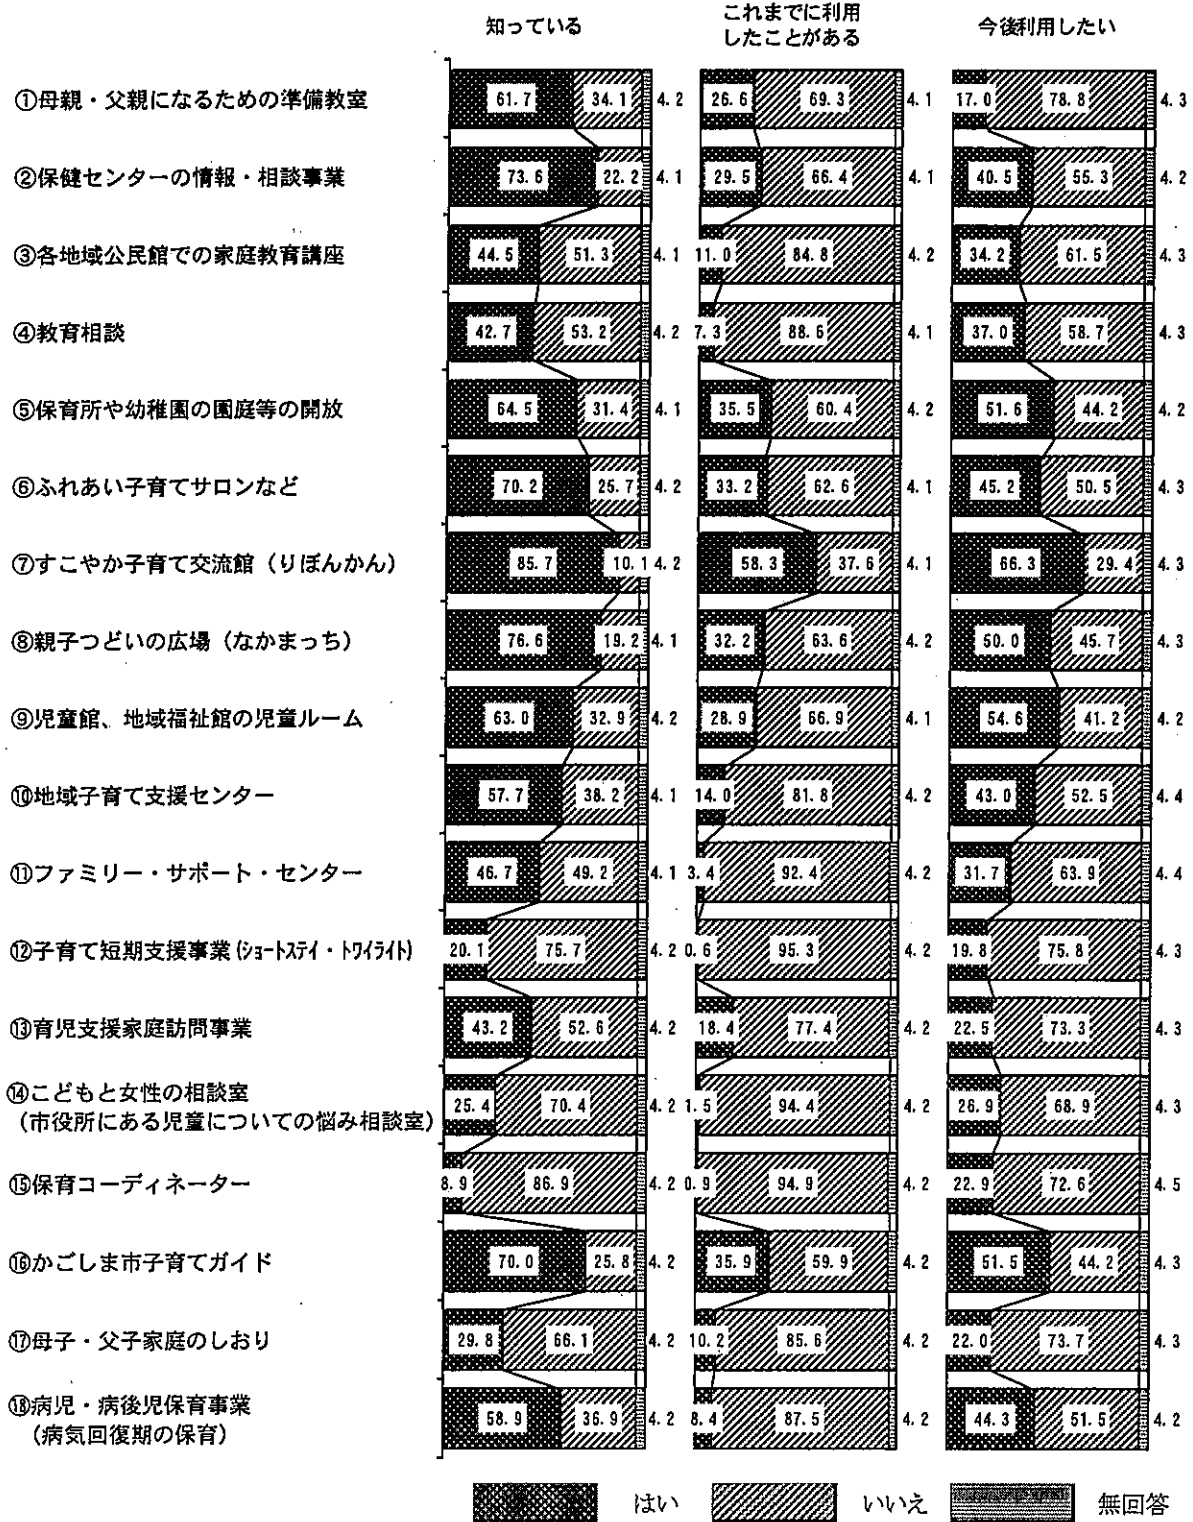 知っている
これまでに利用
したことがある
今後利用したい
①母親・父親になるための準備教室 61.7 34.1 4.2 26.6 69.3 4.1 17.0 78.8 4.3
②保健センターの情報・相談事業 73.6 22.2 4.1 29.5 66.4 4.1 40.5 55.3 4.2
③各地域公民館での家庭教育講座 44.5 51.3 4.1 11.0 84.8 4.2 34.2 61.5 4.3
④教育相談 42.7 53.2 4.2 7.3 88.6 4.1 37.0 58.7 4.3
⑤保育所や幼稚園の園庭等の開放 64.5 31.4 4.1 35.5 60.4 4.2 51.6 44.2 4.2
⑥ふれあい子育てサロンなど 70.2 25.7 4.2 33.2 62.6 4.1 45.2 50.5 4.3
⑦すこやか子育て交流館（りぼんかん） 85.7 10.1 4.2 58.3 37.6 4.1 66.3 29.4 4.3
⑧親子つどいの広場（なかまっち） 76.6 19.2 4.1 32.2 63.6 4.2 50.0 45.7 4.3
⑨児童館、地域福祉館の児童ルーム 63.0 32.9 4.2 28.9 66.9 4.1 54.6 41.2 4.2
⑩地域子育て支援センター 57.7 38.2 4.1 14.0 81.8 4.2 43.0 52.5 4.4
⑪ファミリー・サポート・センター 46.7 49.2 4.1 3.4 92.4 4.2 31.7 63.9 4.4
⑫子育て短期支援事業（ショートステイ・トワイライト） 20.1 75.7 4.2 0.6 95.3 4.2 19.8 75.8 4.3
⑬育児支援家庭訪問事業 43.2 52.6 4.2 18.4 77.4 4.2 22.5 73.3 4.3
⑭こどもと女性の相談室
（市役所にある児童についての悩み相談室） 25.4 70.4 4.2 1.5 94.4 4.2 26.9 68.9 4.3
⑮保育コーディネーター 8.9 86.9 4.2 0.9 94.9 4.2 22.9 72.6 4.5
⑯かごしま市子育てガイド 70.0 25.8 4.2 35.9 59.9 4.2 51.5 44.2 4.3
⑰母子・父子家庭のしおり 29.8 66.1 4.2 10.2 85.6 4.2 22.0 73.7 4.3
⑱病児・病後児保育事業
（病気回復期の保育） 58.9 36.9 4.2 8.4 87.5 4.2 44.3 51.5 4.2
はい いいえ 無回答